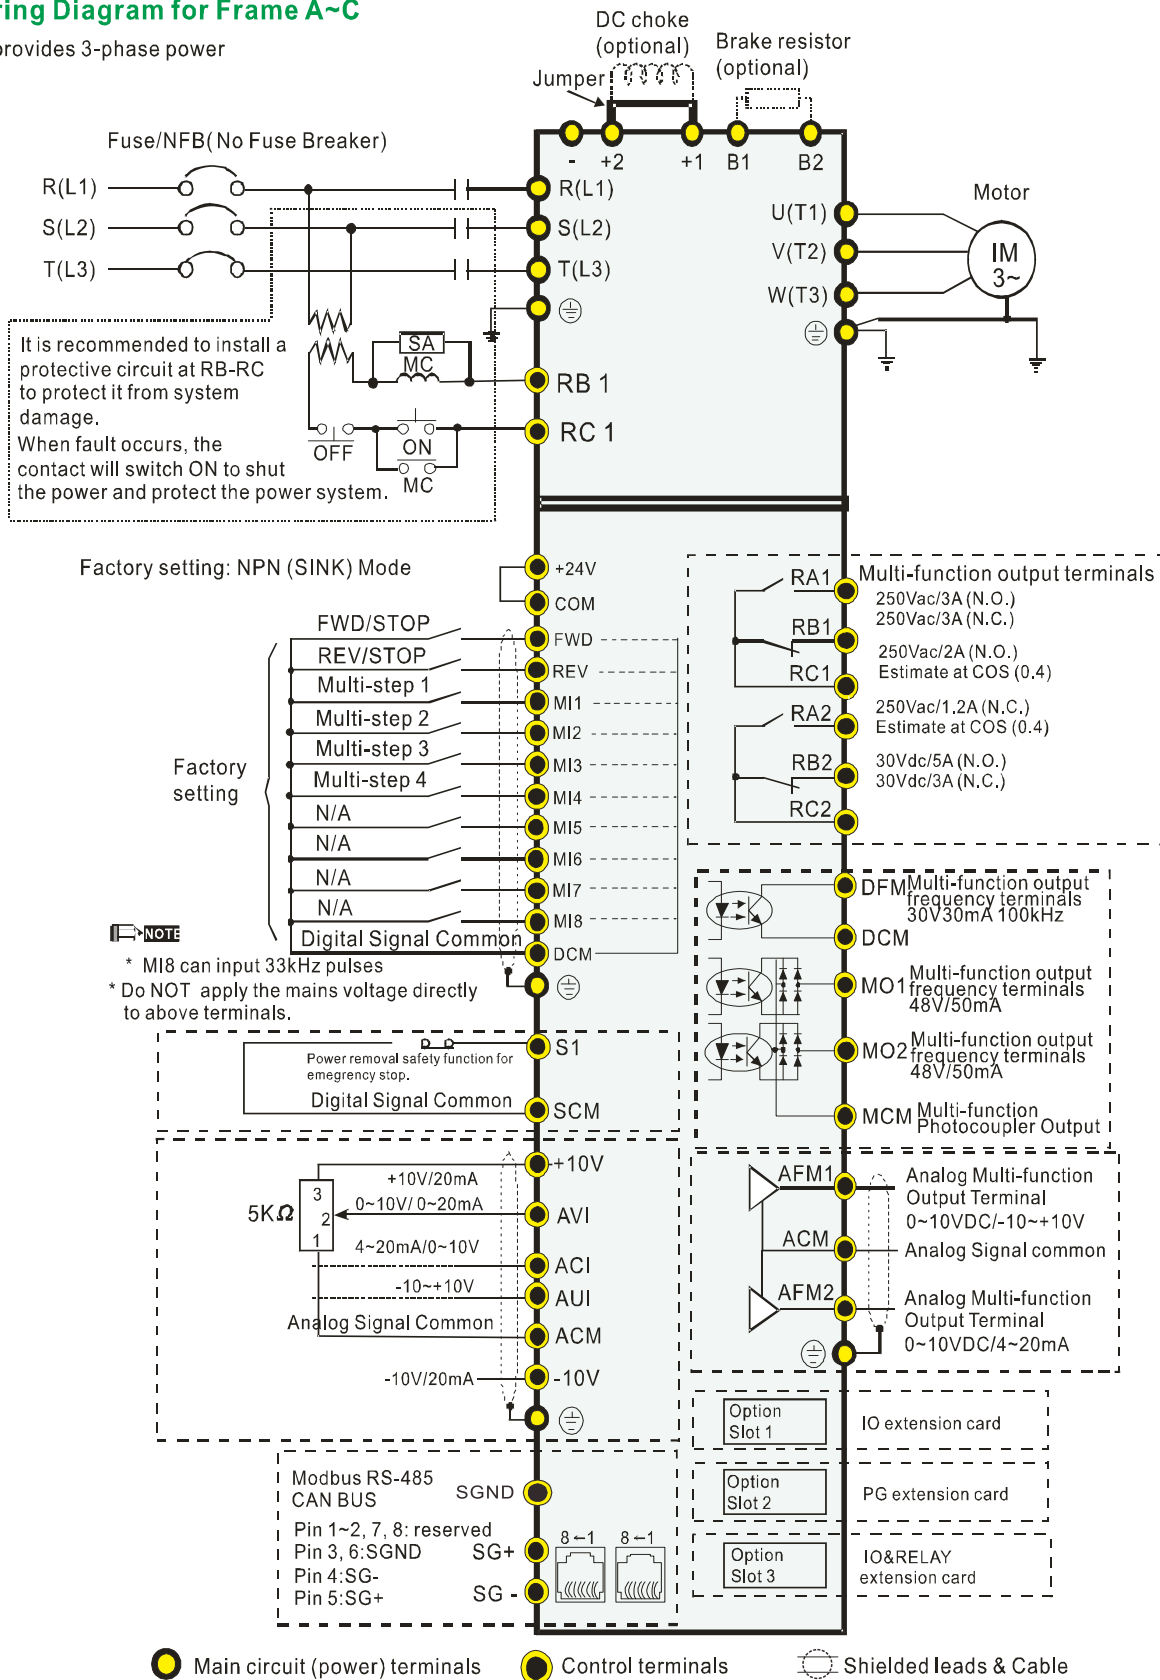 ring Diagram for Frame A~C
provides 3-phase power
DC choke
(optional)
Brake resistor
(optional)
Jumper
Fuse/NFB(No Fuse Breaker)
- +2 +1 B1 B2
R(L1) R(L1)
S(L2) S(L2)
T(L3) T(L3)
U(T1)
V(T2)
W(T3)
Motor
IM
3~
It is recommended to install a
protective circuit at RB-RC
to protect it from system
damage.
When fault occurs, the
contact will switch ON to shut
the power and protect the power system.
SA
MC
RB 1
OFF
ON
MC
RC 1
Factory setting: NPN (SINK) Mode
+24V
COM
FWD/STOP FWD
REV/STOP REV
Multi-step 1 MI1
Multi-step 2 MI2
Multi-step 3 MI3
Multi-step 4 MI4
N/A MI5
N/A MI6
N/A MI7
N/A MI8
Digital Signal Common DCM
Factory
setting
NOTE
* MI8 can input 33kHz pulses
* Do NOT apply the mains voltage directly
to above terminals.
RA1
RB1
RC1
RA2
RB2
RC2
Multi-function output terminals
250Vac/3A (N.O.)
250Vac/3A (N.C.)
250Vac/2A (N.O.)
Estimate at COS (0.4)
250Vac/1.2A (N.C.)
Estimate at COS (0.4)
30Vdc/5A (N.O.)
30Vdc/3A (N.C.)
DFM Multi-function output
frequency terminals
30V30mA 100kHz
DCM
MO1 Multi-function output
frequency terminals
48V/50mA
MO2 Multi-function output
frequency terminals
48V/50mA
MCM Multi-function
Photocoupler Output
S1
Power removal safety function for
emegrency stop.
Digital Signal Common SCM
+10V/20mA +10V
5KΩ
3
2
1
0~10V/ 0~20mA AVI
4~20mA/0~10V ACI
-10~+10V AUI
Analog Signal Common ACM
-10V/20mA -10V
AFM1 Analog Multi-function
Output Terminal
0~10VDC/-10~+10V
ACM Analog Signal common
AFM2 Analog Multi-function
Output Terminal
0~10VDC/4~20mA
Option
Slot 1
IO extension card
Option
Slot 2
PG extension card
Option
Slot 3
IO&RELAY
extension card
Modbus RS-485
CAN BUS
SGND
Pin 1~2, 7, 8: reserved
Pin 3, 6:SGND
Pin 4:SG-
Pin 5:SG+
SG+
SG -
8←1 8←1
Main circuit (power) terminals
Control terminals
Shielded leads & Cable